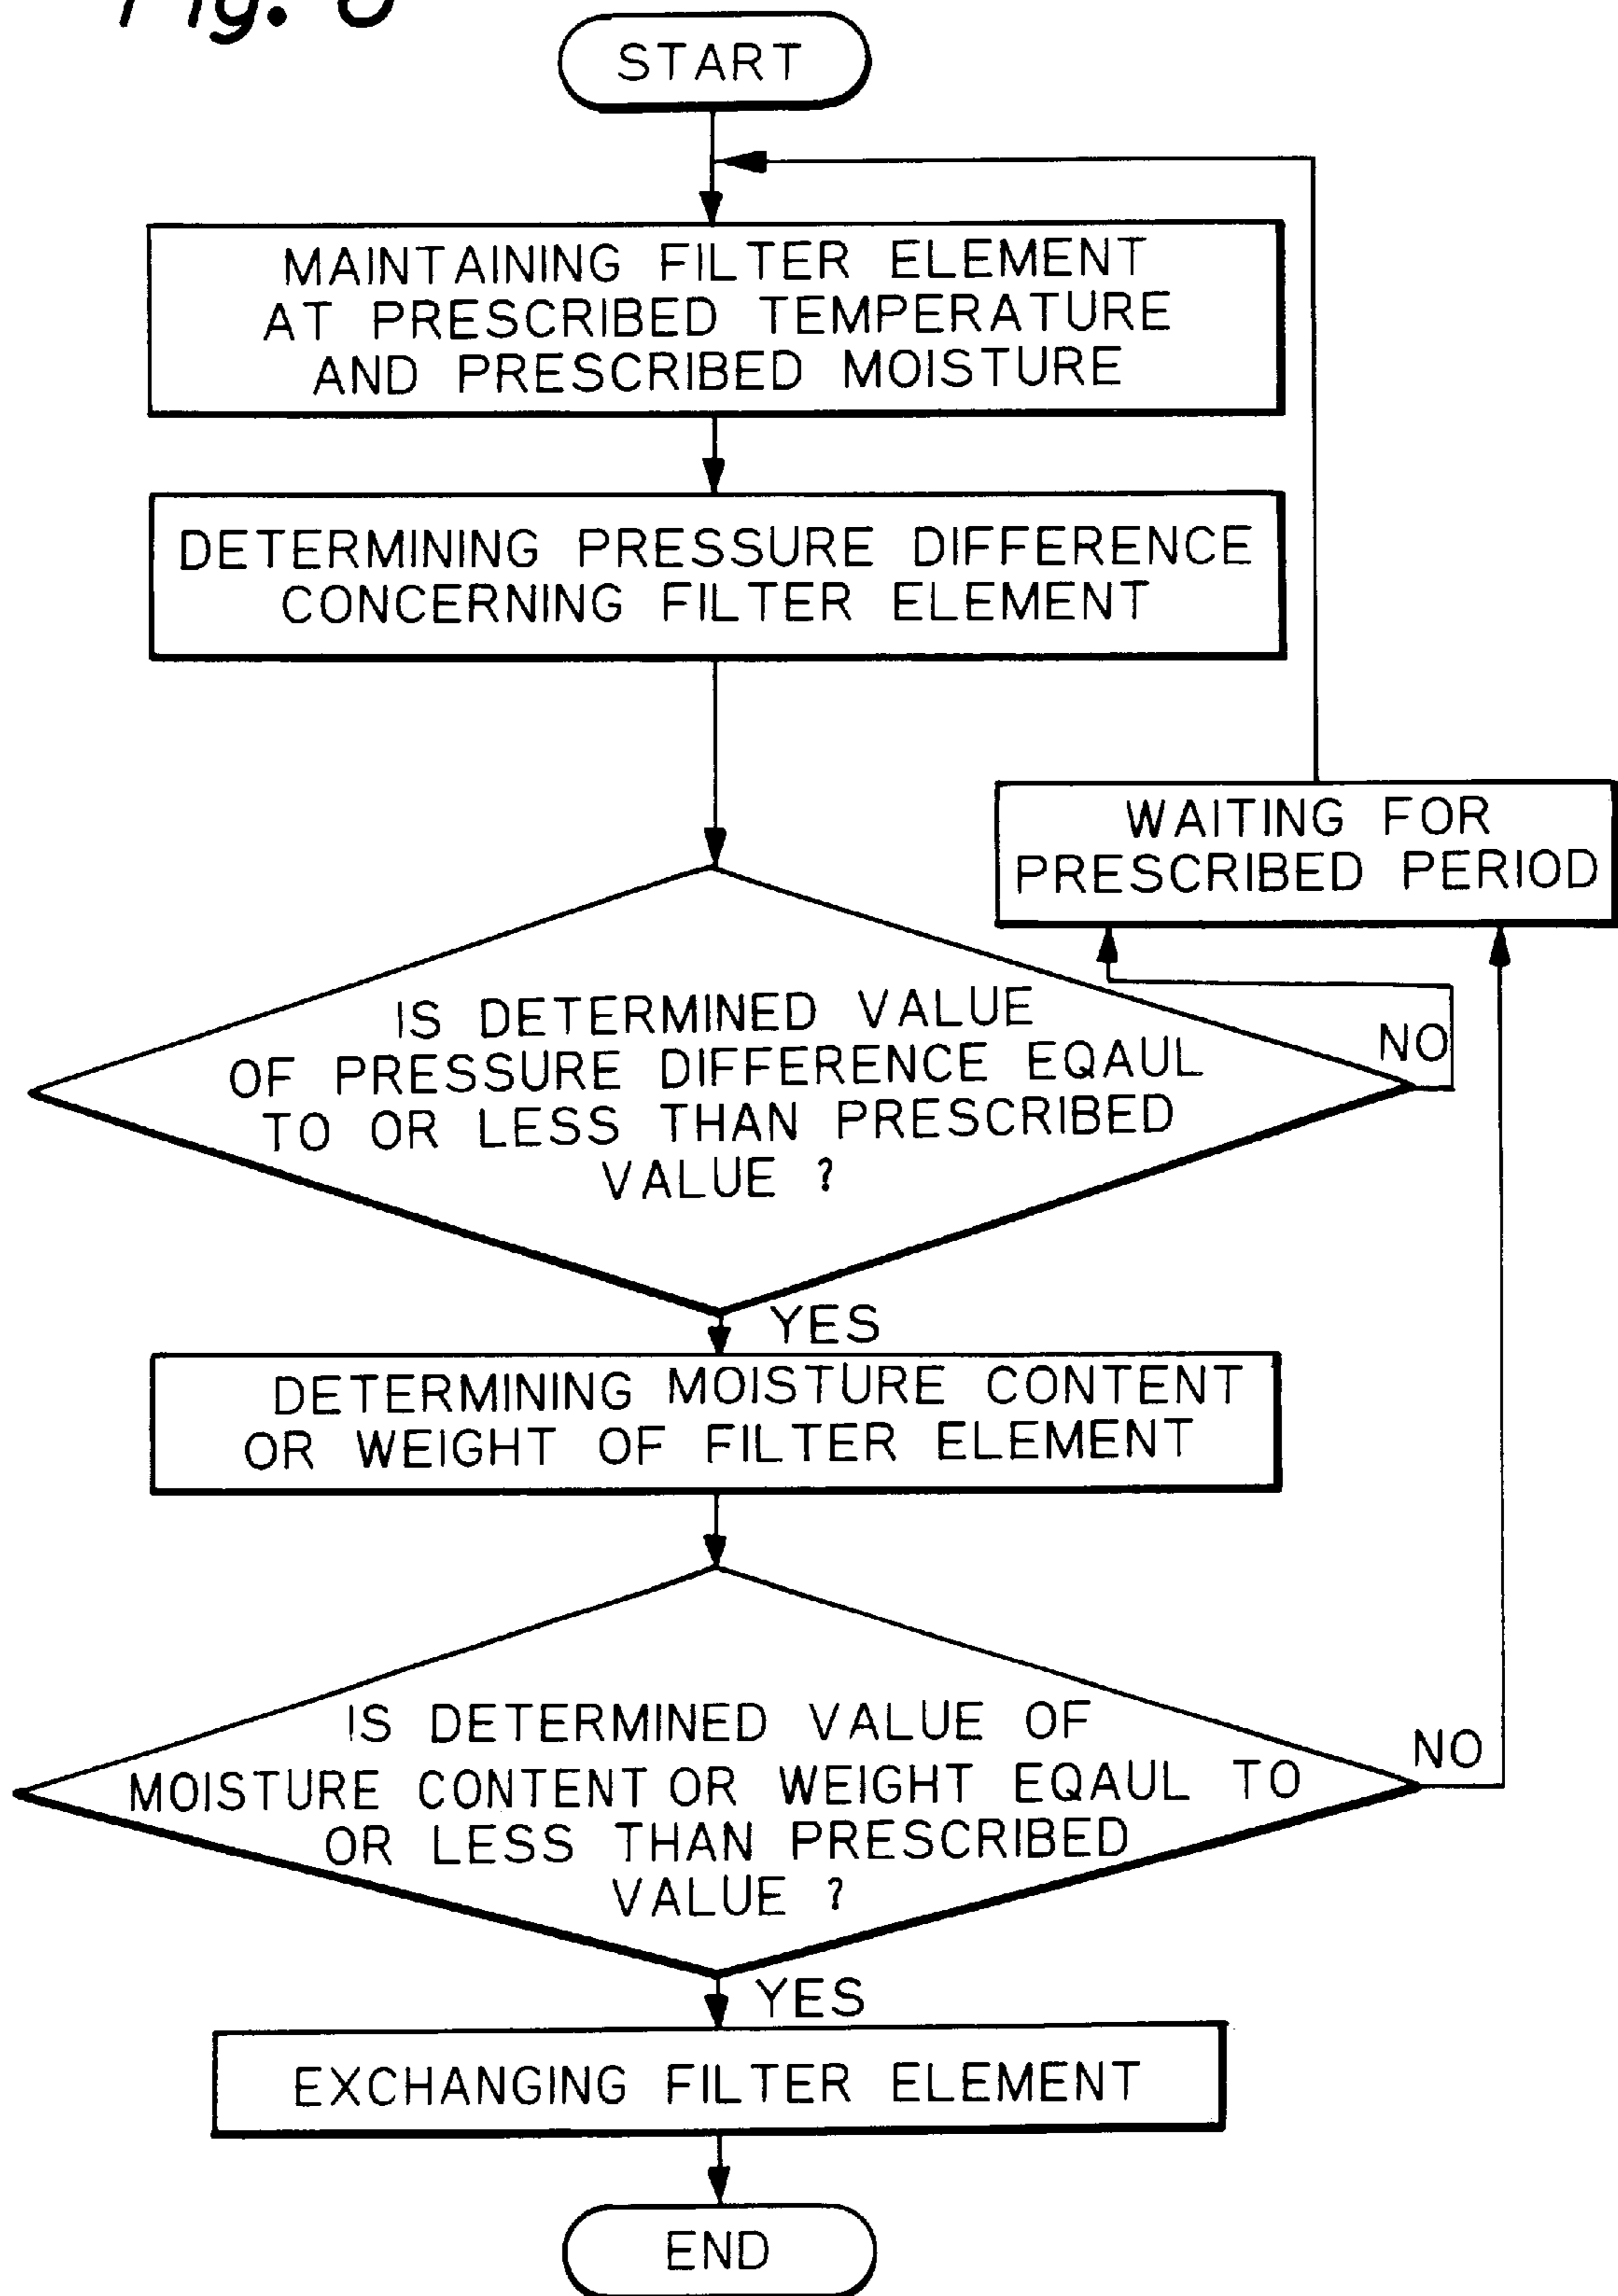 Fig.
START
MAINTAINING FILTER ELEMENT
AT PRESCRIBED TEMPERATURE
AND PRESCRIBED MOISTURE
DETERMINING PRESSURE DIFFERENCE
CONCERNING FILTER ELEMENT
WAITING FOR
PRESCRIBED PERIOD
IS DETERMINED VALUE
OF PRESSURE DIFFERENCE EQAUL
TO OR LESS THAN PRESCRIBED
VALUE ?
NO
YES
DETERMINING MOISTURE CONTENT
OR WEIGHT OF FILTER ELEMENT
IS DETERMINED VALUE OF
MOISTURE CONTENT OR WEIGHT EQAUL TO
OR LESS THAN PRESCRIBED
VALUE ?
NO
YES
EXCHANGING FILTER ELEMENT
END